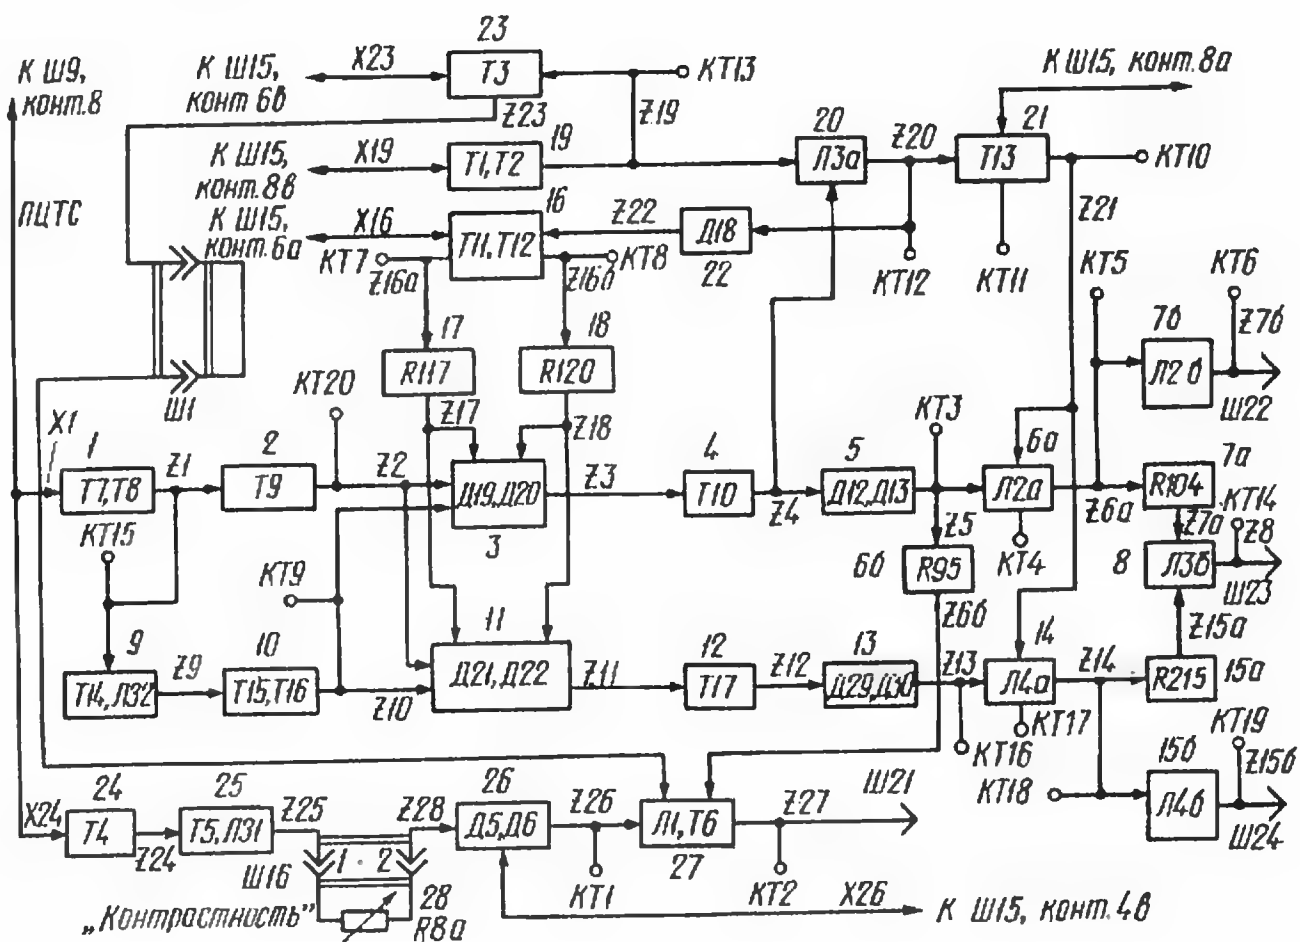 23
К Ш9,
конт.8
К Ш15,
конт 6в
X23
Т3
КТ13
К Ш15, конт.8а
Z23
Z19
К Ш15,
конт.8в
X19
19
Т1,Т2
20
Л3а
Z20
21
Т13
КТ10
ПЦТС
К Ш15,
конт.6а
X16
16
Т11,Т12
Z22
Д18
22
Z21
КТ7
Z16а
Z16б
КТ8
КТ12
КТ11
КТ5
КТ6
17
R117
18
R120
7б
Л2б
Z7б
Ш22
Ш1
КТ20
Z17
Z18
КТ3
X1
1
Т7,Т8
Z1
2
Т9
Z2
Д19,Д20
3
Z3
4
Т10
Z4
5
Д12,Д13
6а
Л2а
Z6а
7а
R104
Z7а
КТ14
Z8
КТ15
КТ9
Z5
6б
R95
Z6б
КТ4
8
Л3б
Ш23
9
Т14,Л32
Z9
10
Т15,Т16
Z10
11
Д21,Д22
Z11
12
Т17
Z12
13
Д29,Д30
Z13
14
Л4а
Z14
Z15а
R215
15а
КТ16
КТ17
КТ18
15б
Л4б
КТ19
Z15б
Ш24
X24
24
Т4
Z24
25
Т5,Л31
Z25
Z28
26
Д5,Д6
Z26
Л1,Т6
27
Z27
Ш21
Ш16
1 2
КТ1
КТ2
X26
К Ш15, конт.4в
„Контрастность"
28
R8а